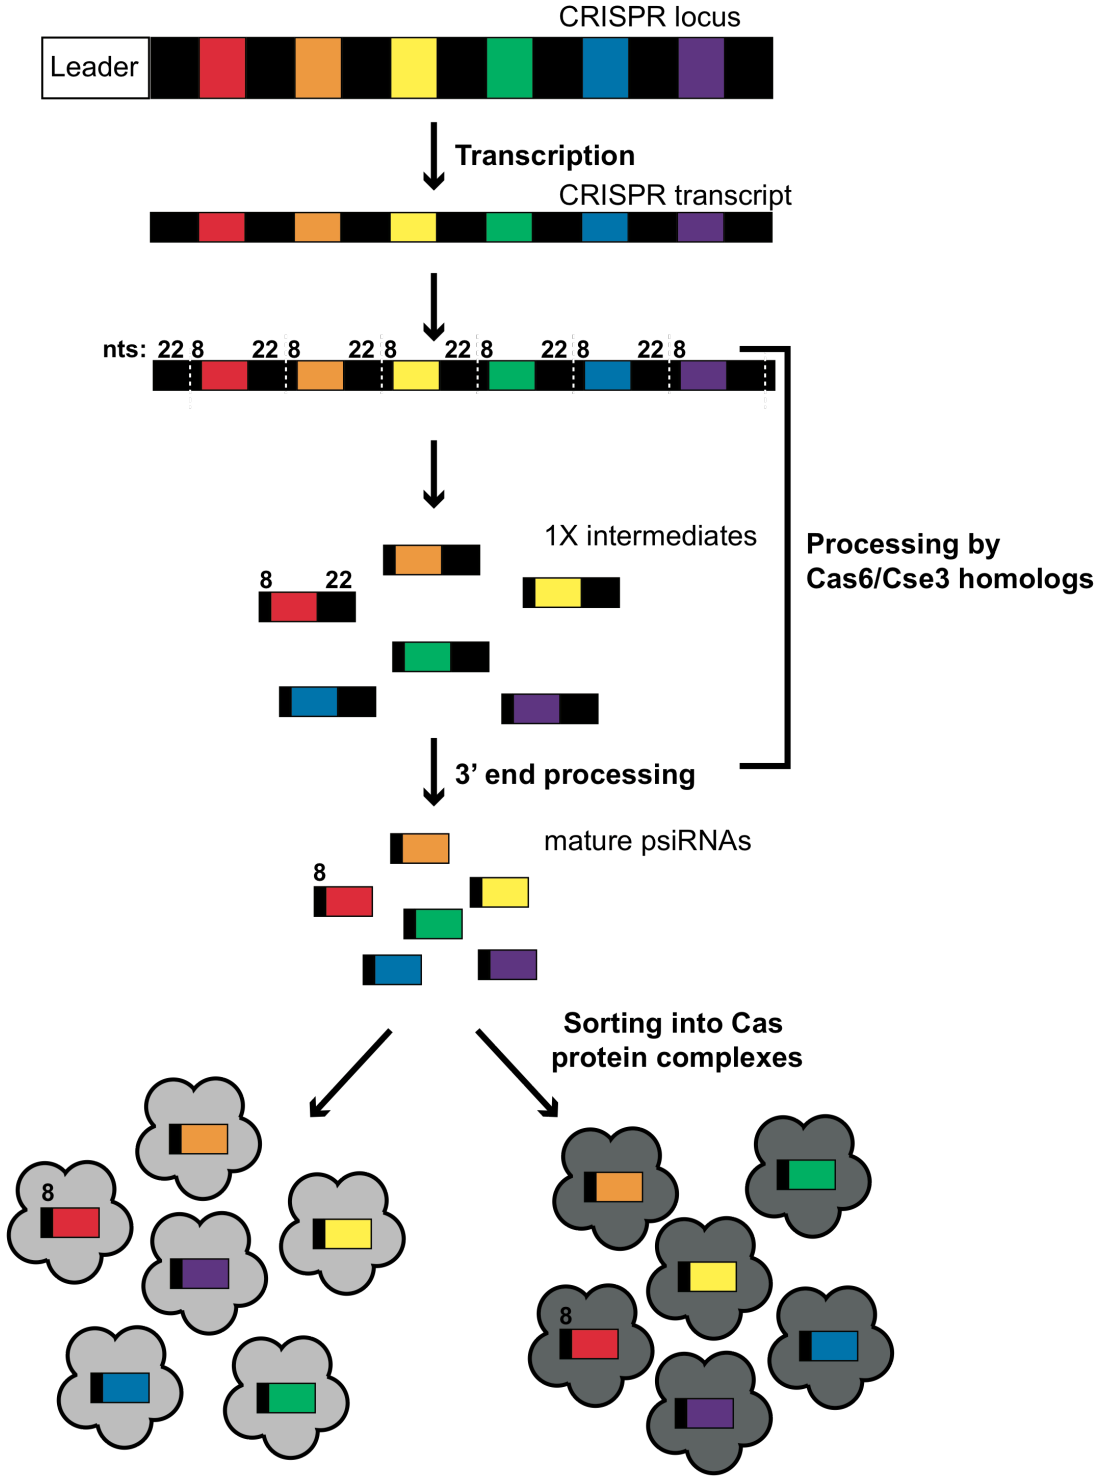 CRISPR locus
Leader
Transcription
CRISPR transcript
nts: 22 8 22 8 22 8 22 8 22 8 22 8
1X intermediates
Processing by
Cas6/Cse3 homologs
8 22
3’ end processing
mature psiRNAs
8
Sorting into Cas
protein complexes
8
8